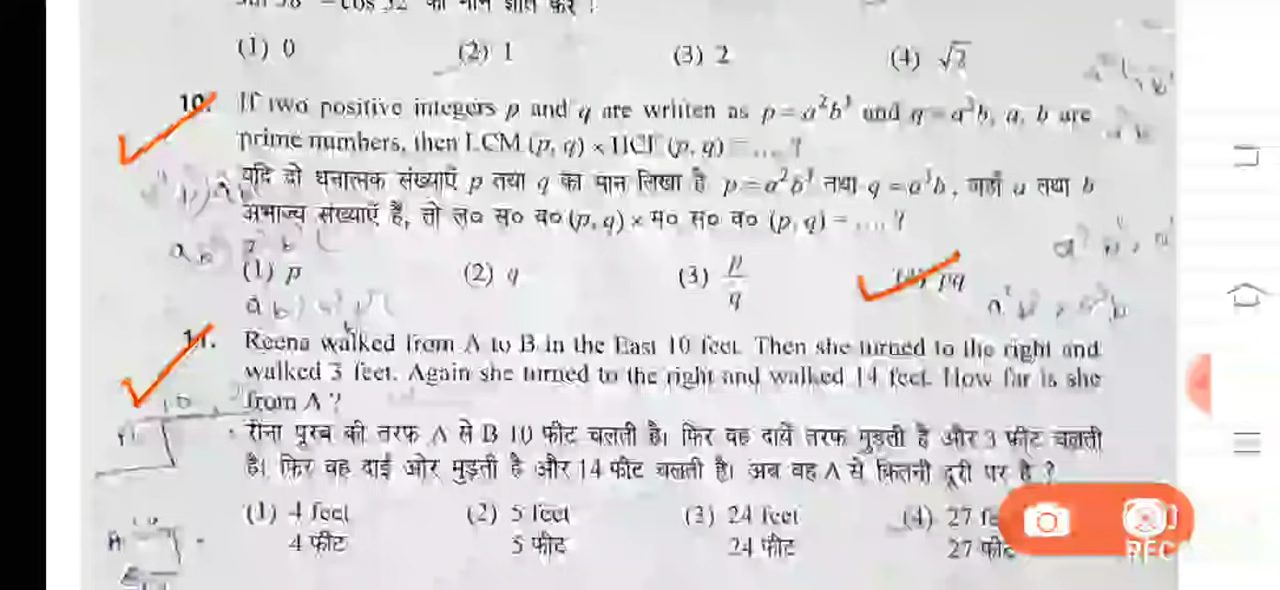 (1) 0 (2) 1 (3) 2 (4) √2
10. If two positive integers p and q are written as p = a²b³ and q = a³b, a, b are
prime numbers, then LCM (p, q) × HCF (p, q) = .... ?
यदि दो धनात्मक संख्याएँ p तथा q का मान लिखा है p = a²b³ तथा q = a³b, जहाँ a तथा b
अभाज्य संख्याएँ है, तो ल० स० व० (p, q) × म० स० व० (p, q) = .... ?
(1) p (2) q (3) p/q (4) pq
11. Reena walked from A to B in the East 10 feet. Then she turned to the right and
walked 3 feet. Again she turned to the right and walked 14 feet. How far is she
from A ?
रीना पूरब की तरफ A से B 10 फीट चलती है। फिर वह दायें तरफ मुड़ती है और 3 फीट चलती
है। फिर वह दाई ओर मुड़ती है और 14 फीट चलती है। अब वह A से कितनी दूरी पर है ?
(1) 4 feet (2) 5 feet (3) 24 feet (4) 27
4 फीट 5 फीट 24 फीट 27 फीट